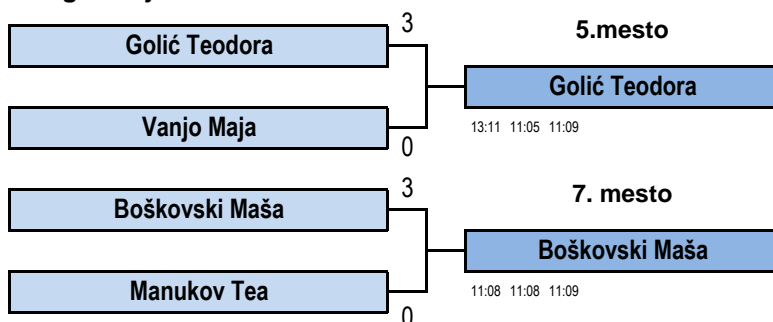 3
5.mesto
Golić Teodora
Golić Teodora
Vanjo Maja
13:11 11:05 11:09
0
3
7. mesto
Boškovski Maša
Boškovski Maša
Manukov Tea
11:08 11:08 11:09
0